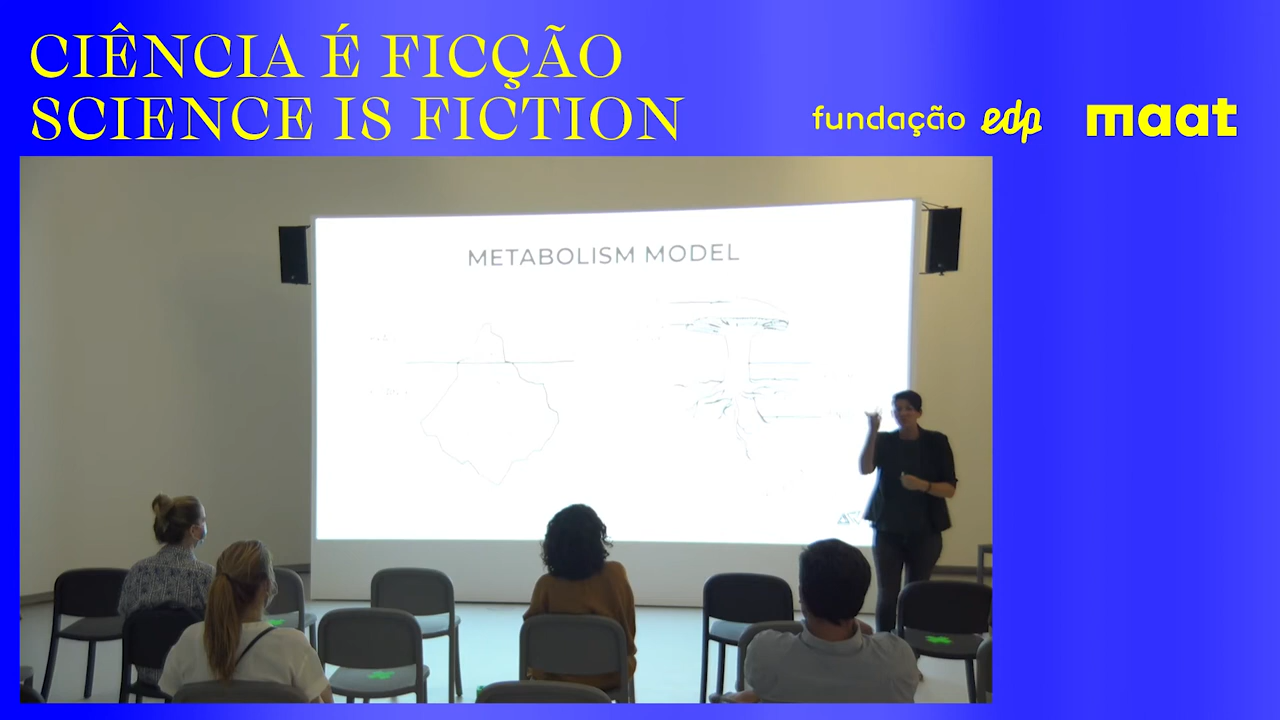 CIÊNCIA É FICÇÃO
SCIENCE IS FICTION
fundação edp
maat
METABOLISM MODEL